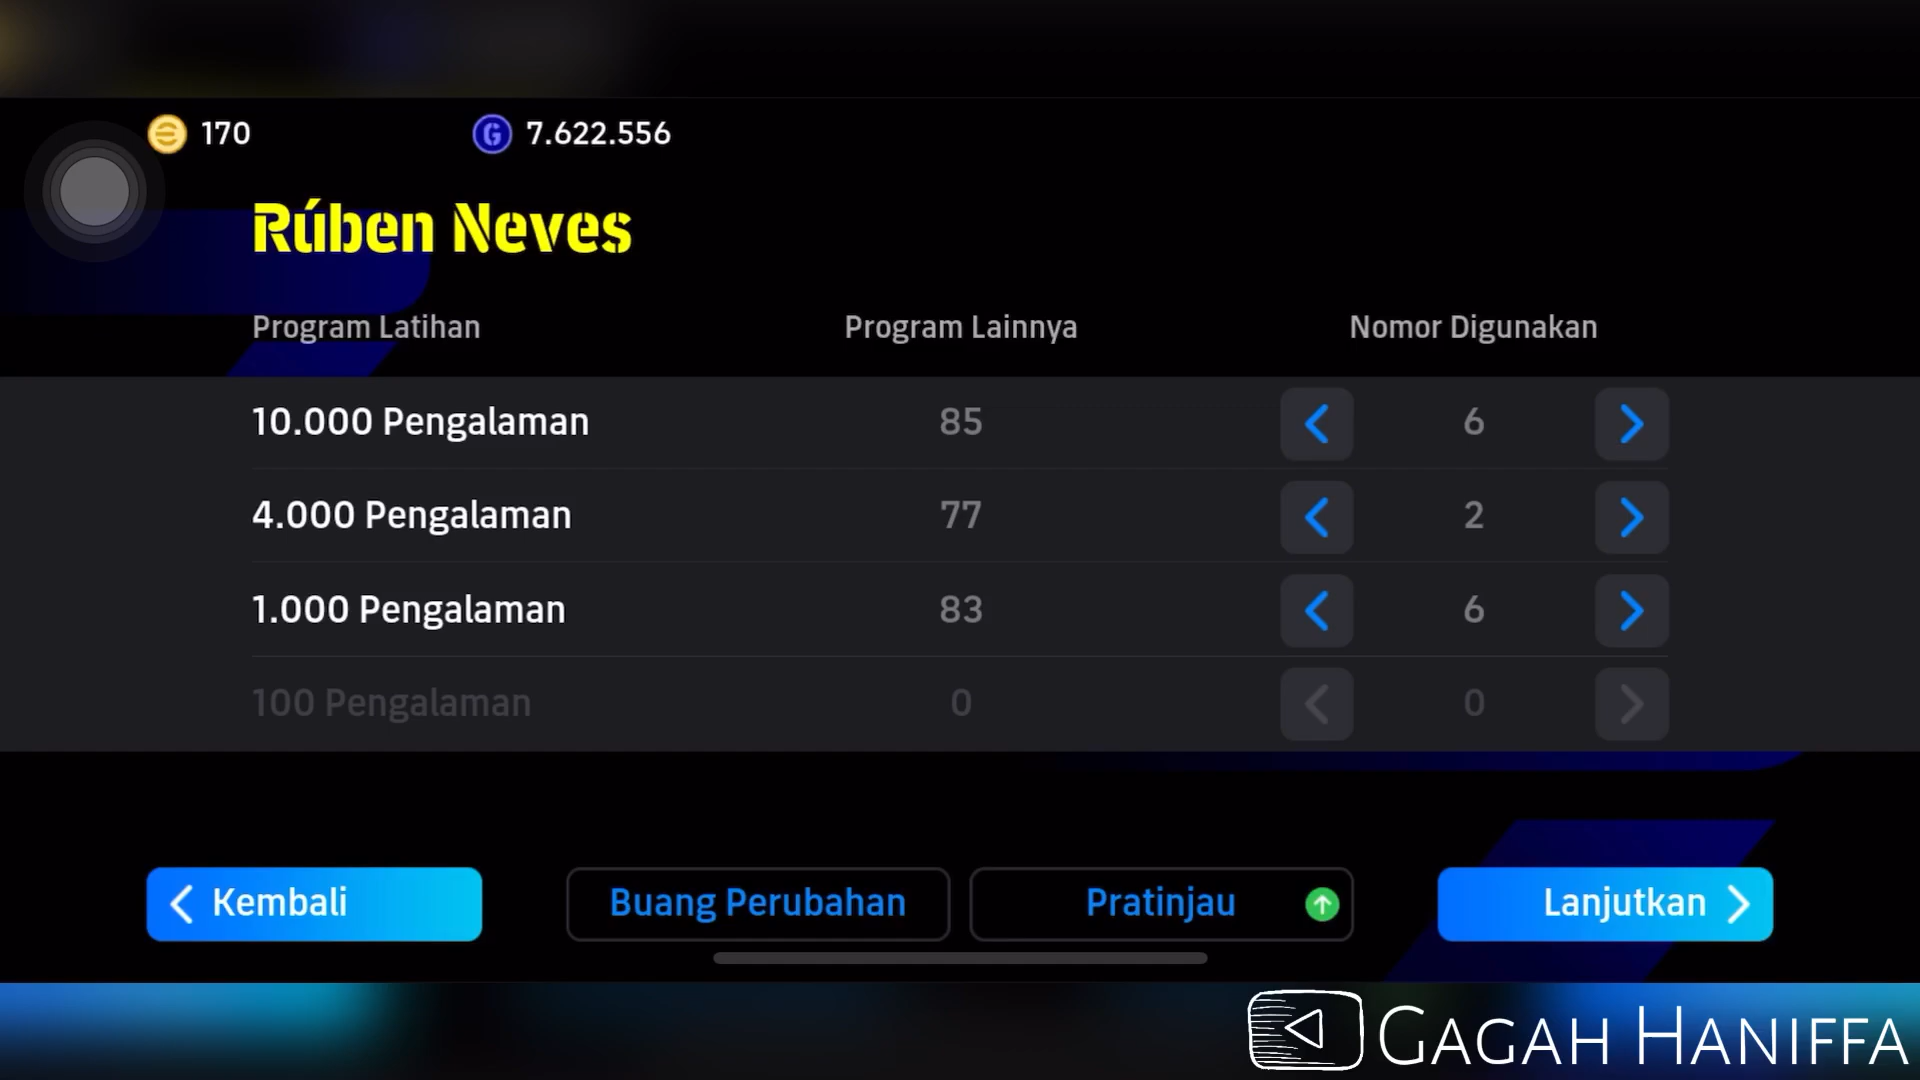 170 7.622.556
Rúben Neves
Program Latihan Program Lainnya Nomor Digunakan
10.000 Pengalaman 85 6
4.000 Pengalaman 77 2
1.000 Pengalaman 83 6
100 Pengalaman 0 0
Kembali Buang Perubahan Pratinjau Lanjutkan
GAGAH HANIFFA